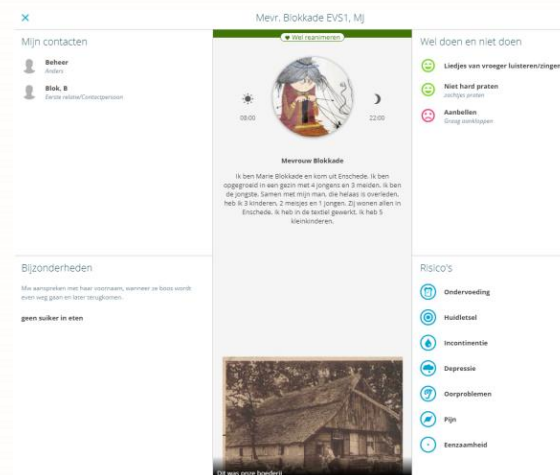 Mevr. Blokkade EVS1, MJ
Mijn contacten
Beheer
Anders
Blok, B
Eerste relatie/Contactpersoon
Wel reanimeren
08:00
22:00
Mevrouw Blokkade
Ik ben Marie Blokkade en kom uit Enschede. Ik ben
opgegroeid in een gezin met 4 jongens en 3 meiden. Ik ben
de jongste. Samen met mijn man, die helaas is overleden,
heb ik 3 kinderen, 2 meisjes en 1 jongen. Zij wonen allen in
Enschede. Ik heb in de textiel gewerkt. Ik heb 5
kleinkinderen.
Wel doen en niet doen
Liedjes van vroeger luisteren/zingen
Niet hard praten
zachtjes praten
Aanbellen
Graag aankloppen
Bijzonderheden
Mw aanspreken met haar voornaam, wanneer ze boos wordt
even weg gaan en later terugkomen.
geen suiker in eten
Dit was onze boerderij
Risico's
Ondervoeding
Huidletsel
Incontinentie
Depressie
Oorproblemen
Pijn
Eenzaamheid